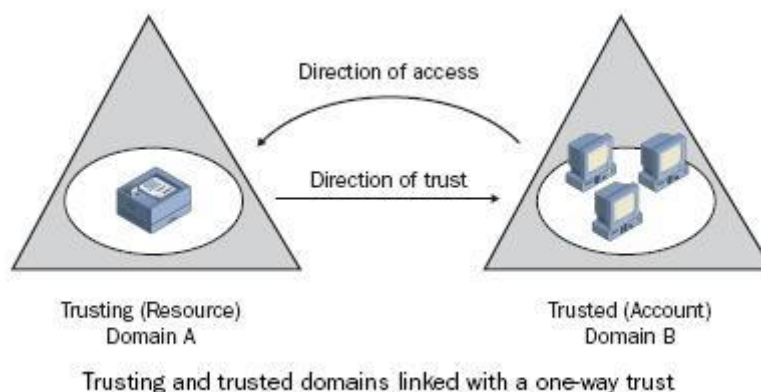 Direction of access
Direction of trust
Trusting (Resource)
Domain A
Trusted (Account)
Domain B
Trusting and trusted domains linked with a one-way trust